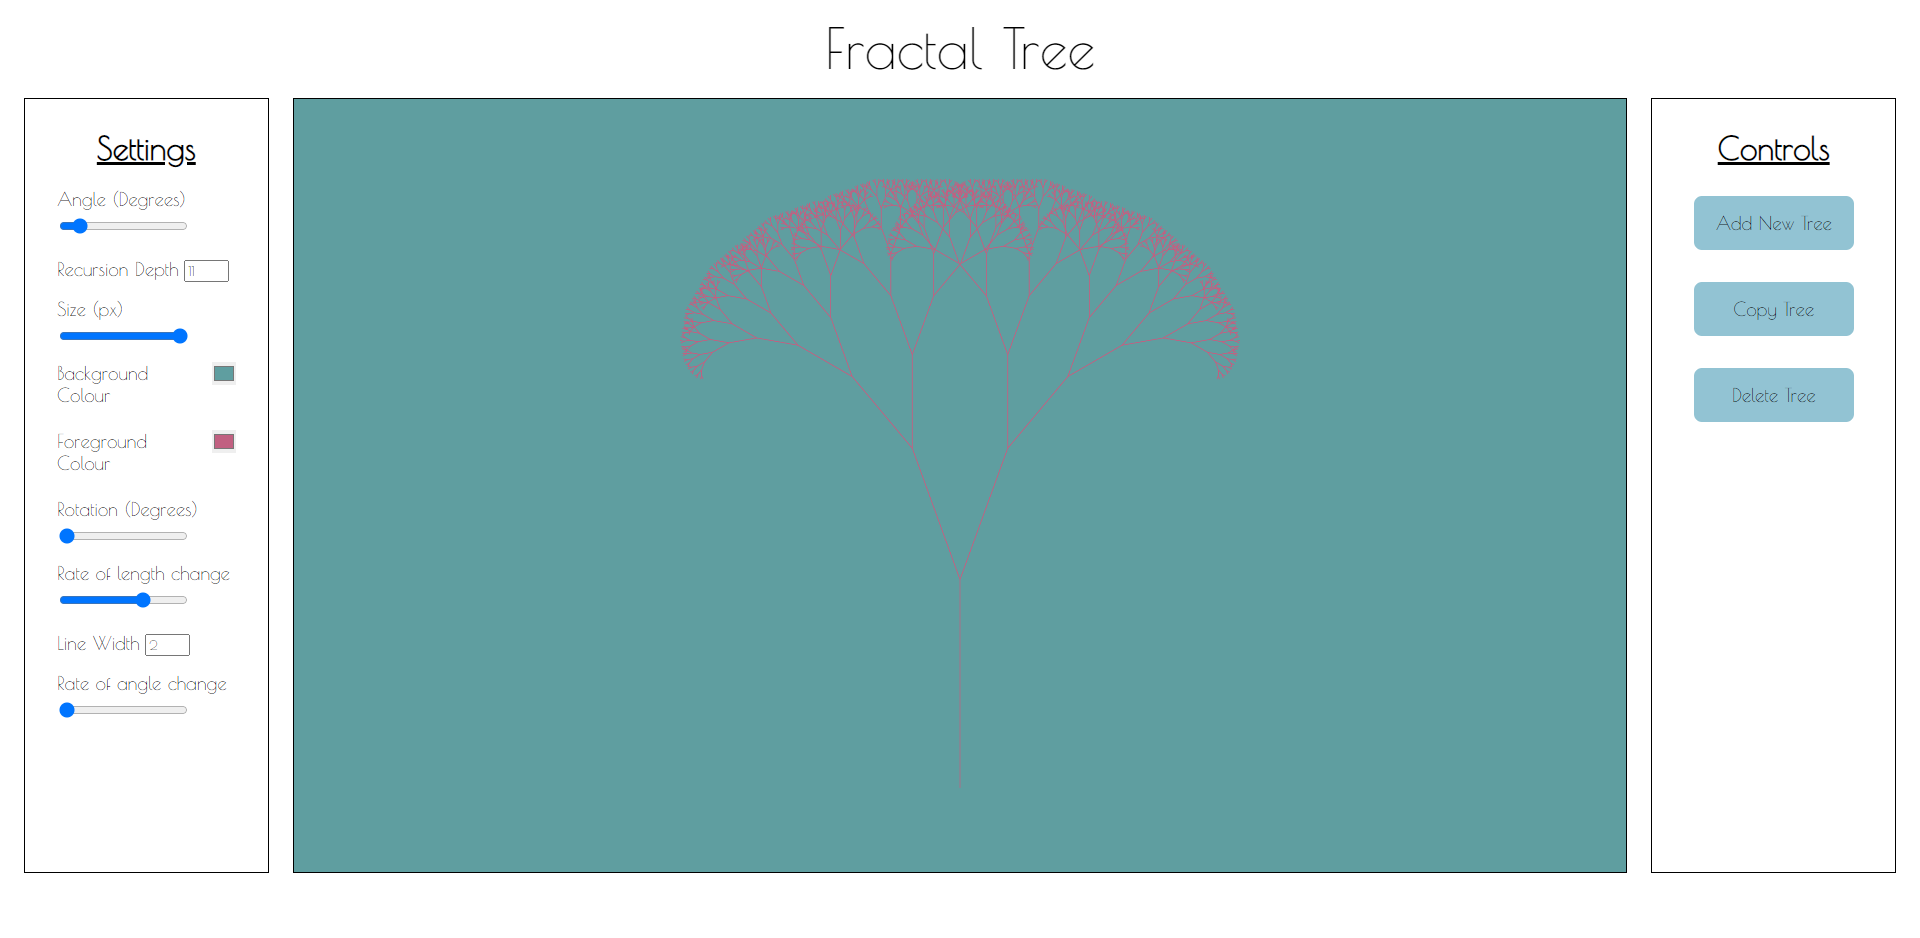 Fractal Tree
Settings
Angle (Degrees)
Recursion Depth 11
Size (px)
Background
Colour
Foreground
Colour
Rotation (Degrees)
Rate of length change
Line Width 2
Rate of angle change
Controls
Add New Tree
Copy Tree
Delete Tree